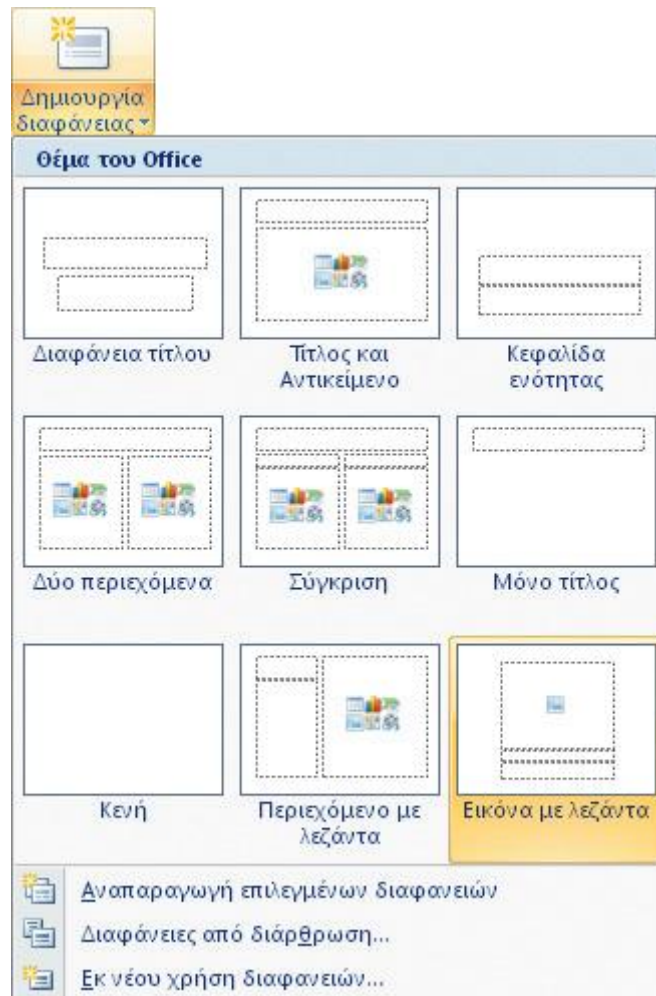 Δημιουργία
διαφάνειας
Θέμα του Office
Διαφάνεια τίτλου
Τίτλος και
Αντικείμενο
Κεφαλίδα
ενότητας
Δύο περιεχόμενα
Σύγκριση
Μόνο τίτλος
Κενή
Περιεχόμενο με
λεζάντα
Εικόνα με λεζάντα
Αναπαραγωγή επιλεγμένων διαφανειών
Διαφάνειες από διάρθρωση...
Εκ νέου χρήση διαφανειών...